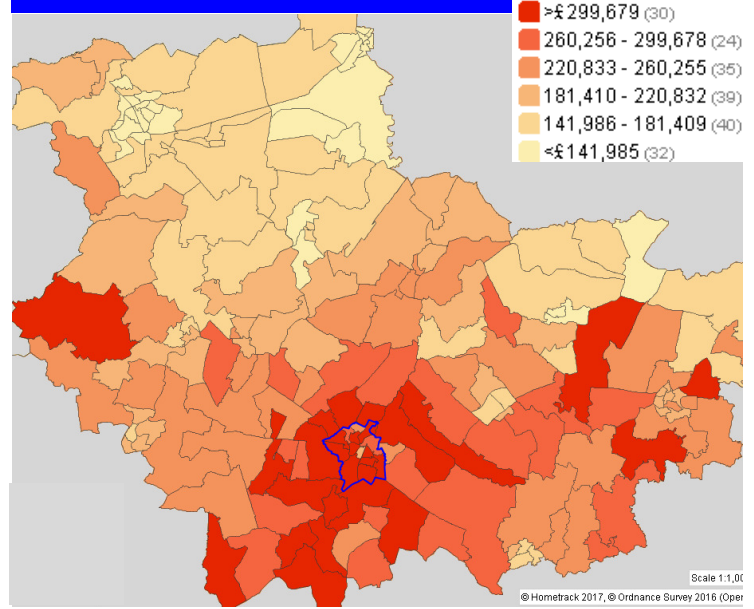 >£299,679 (30)
260,256 - 299,678 (24)
220,833 - 260,255 (35)
181,410 - 220,832 (39)
141,986 - 181,409 (40)
<£141,985 (32)
Scale 1:1,00
© Hometrack 2017, © Ordnance Survey 2016 (Oper